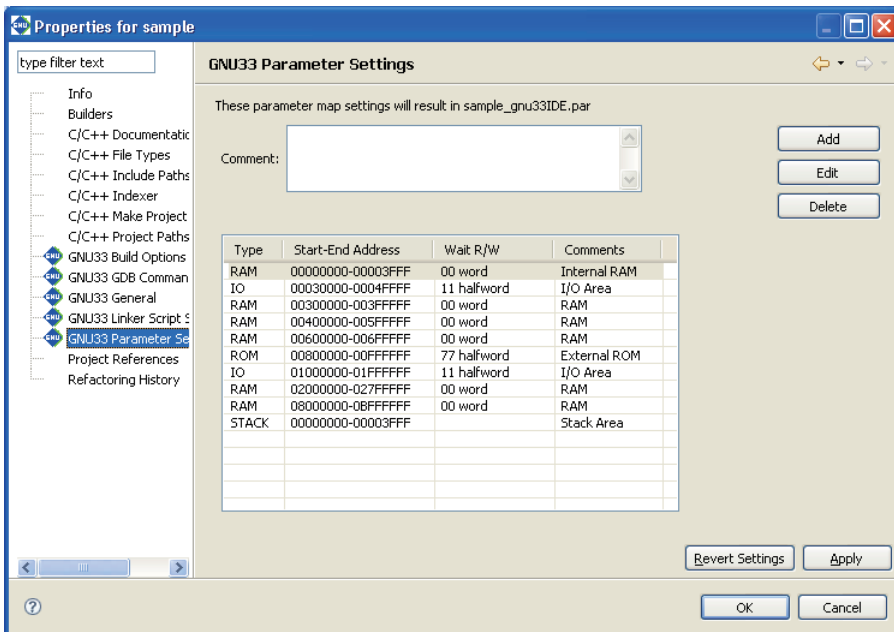 Properties for sample
type filter text
Info
Builders
C/C++ Documentatic
C/C++ File Types
C/C++ Include Paths
C/C++ Indexer
C/C++ Make Project
C/C++ Project Paths
GNU33 Build Options
GNU33 GDB Comman
GNU33 General
GNU33 Linker Script S
GNU33 Parameter Se
Project References
Refactoring History
GNU33 Parameter Settings
These parameter map settings will result in sample_gnu33IDE.par
Comment:
Add
Edit
Delete
Type Start-End Address Wait R/W Comments
RAM 00000000-00003FFF 00 word Internal RAM
IO 00030000-0004FFFF 11 halfword I/O Area
RAM 00300000-003FFFFF 00 word RAM
RAM 00400000-005FFFFF 00 word RAM
RAM 00600000-006FFFFF 00 word RAM
ROM 00800000-00FFFFFF 77 halfword External ROM
IO 01000000-01FFFFFF 11 halfword I/O Area
RAM 02000000-027FFFFF 00 word RAM
RAM 08000000-0BFFFFFF 00 word RAM
STACK 00000000-00003FFF Stack Area
Revert Settings Apply
OK Cancel